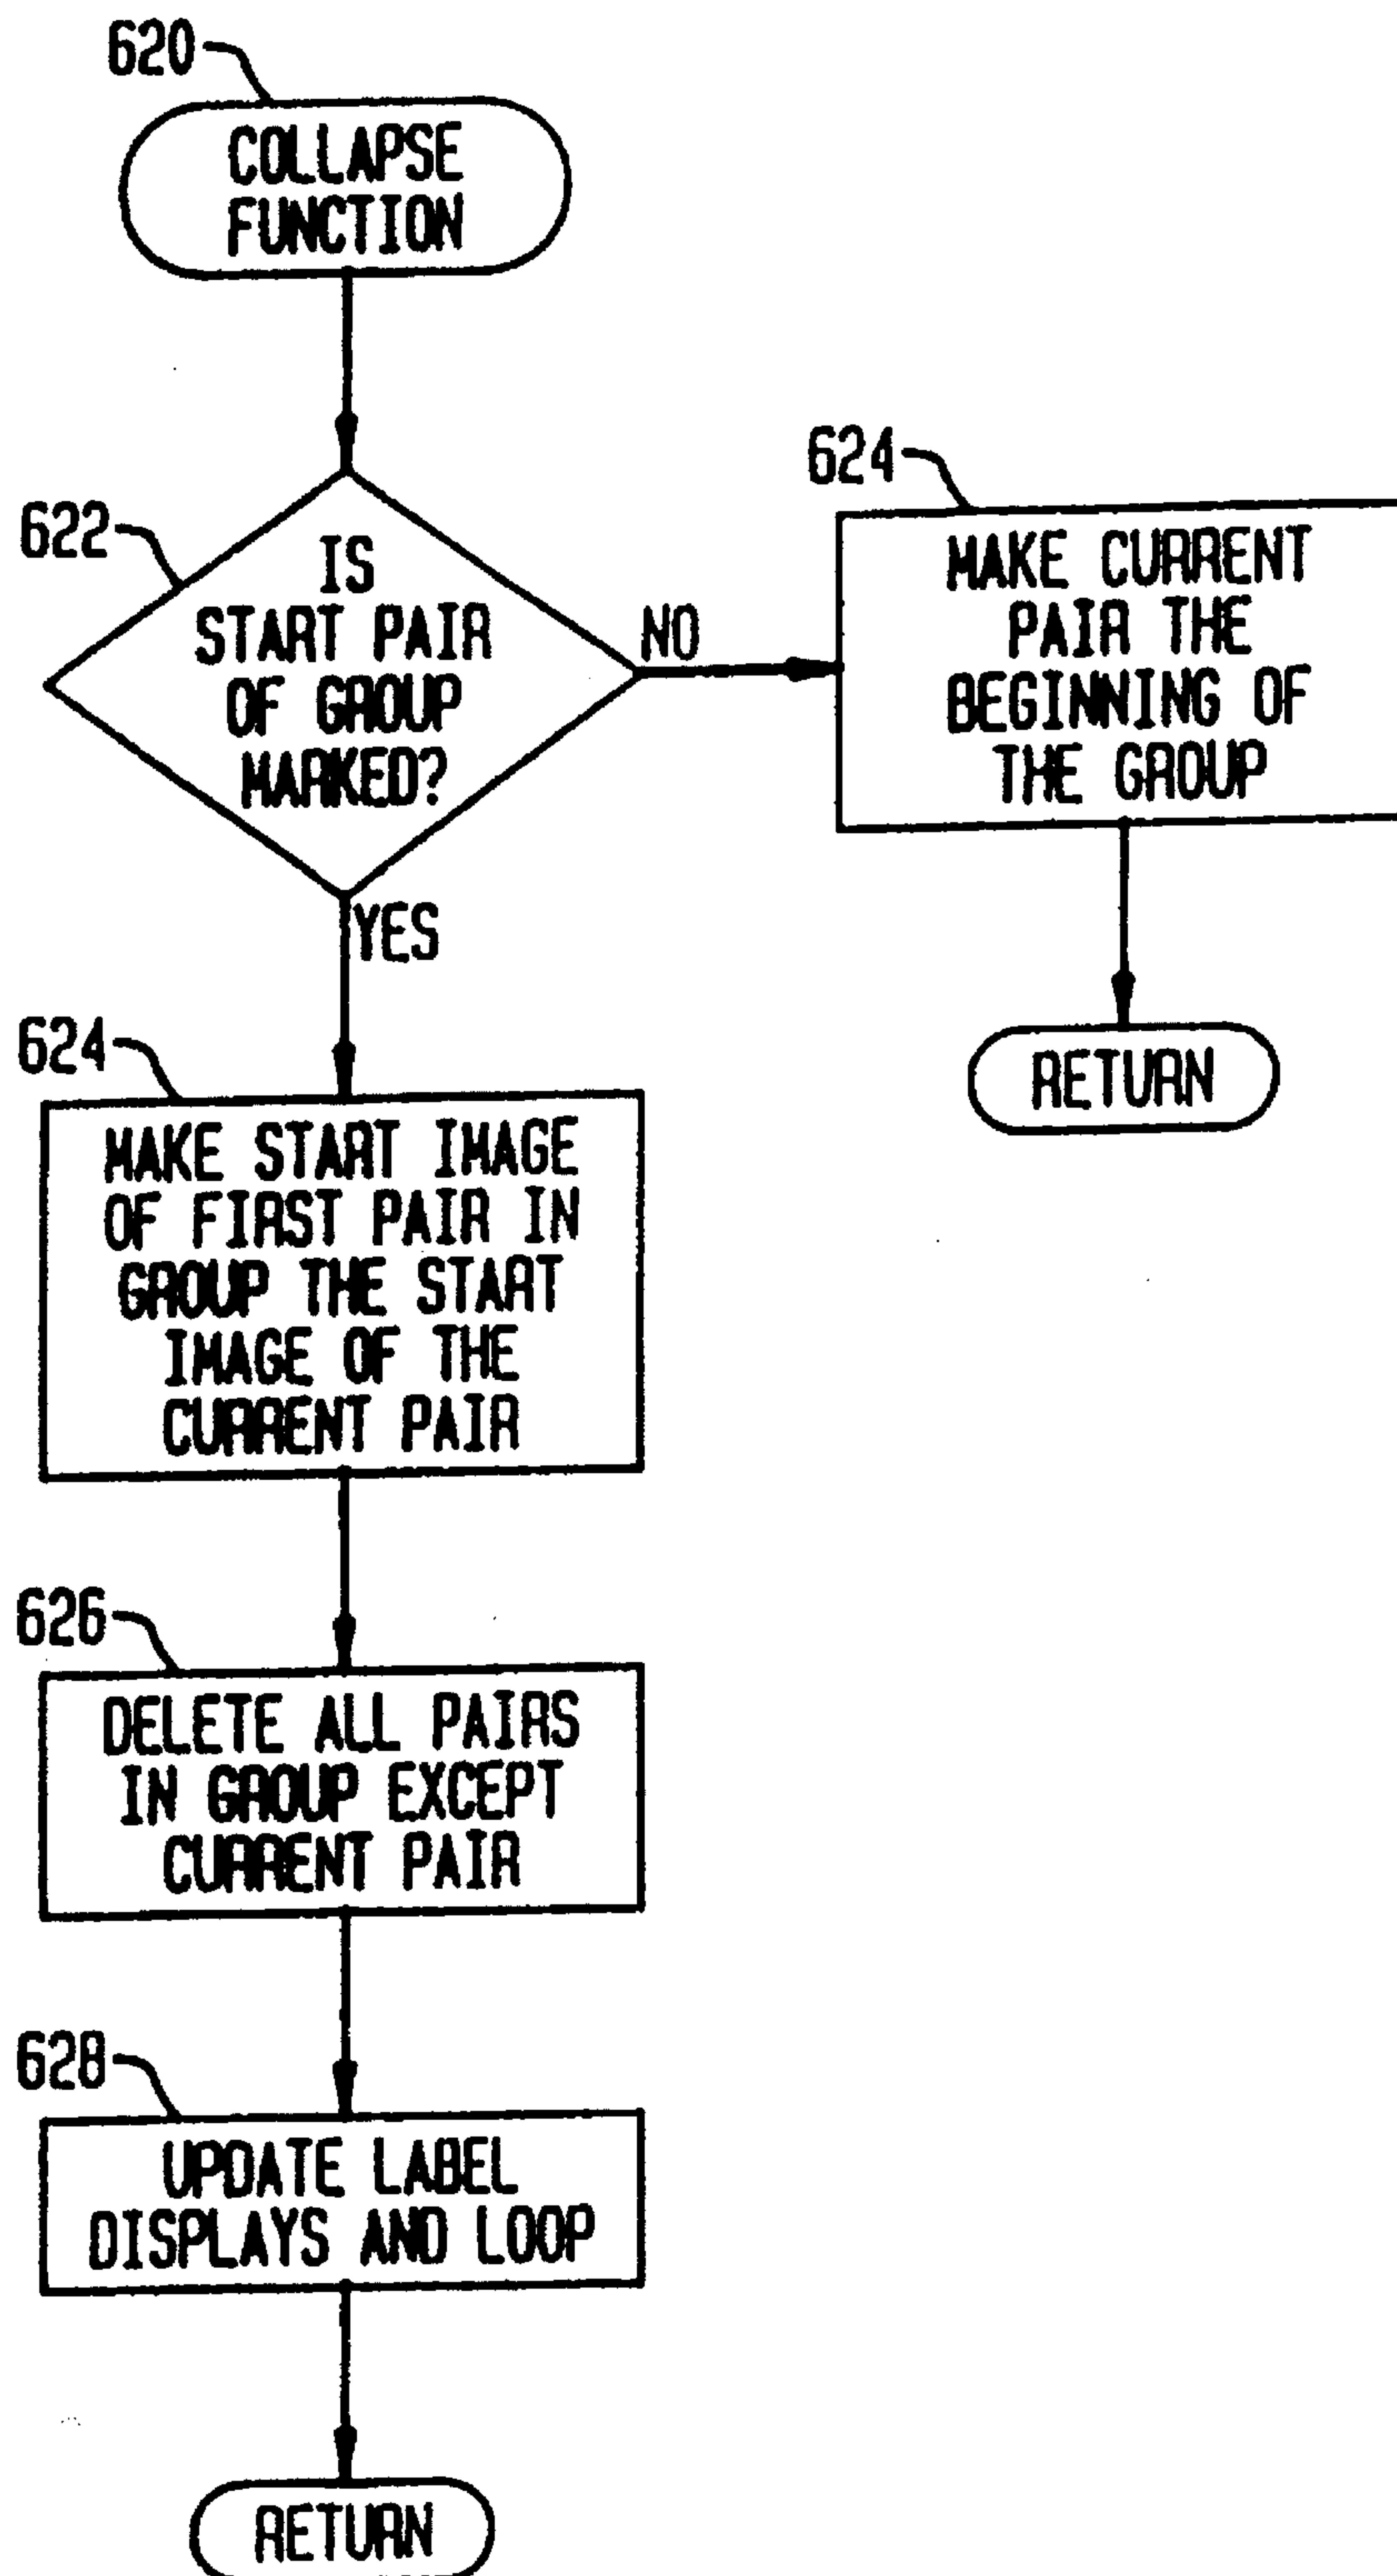 620
COLLAPSE
FUNCTION
622
IS
START PAIR
OF GROUP
MARKED?
NO
624
MAKE CURRENT
PAIR THE
BEGINNING OF
THE GROUP
RETURN
YES
624
MAKE START IMAGE
OF FIRST PAIR IN
GROUP THE START
IMAGE OF THE
CURRENT PAIR
626
DELETE ALL PAIRS
IN GROUP EXCEPT
CURRENT PAIR
628
UPDATE LABEL
DISPLAYS AND LOOP
RETURN